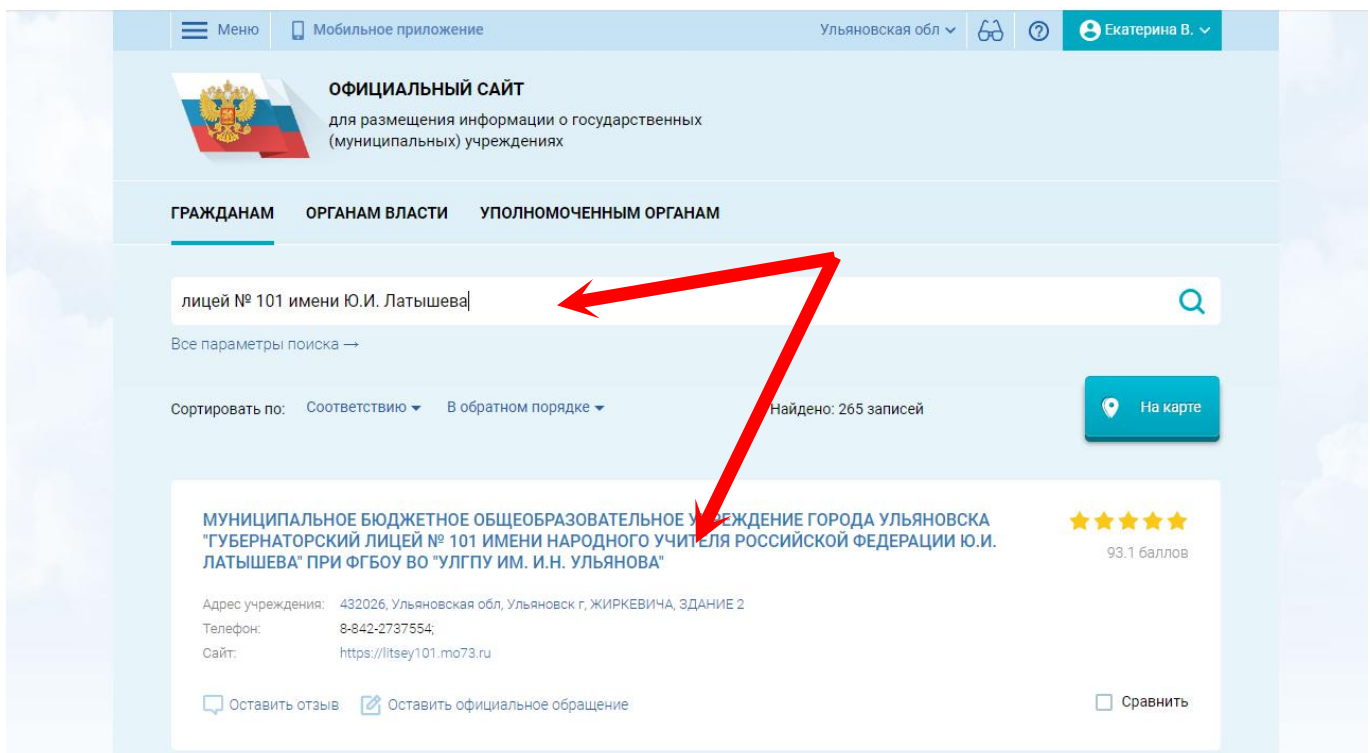 Меню
Мобильное приложение
Ульяновская обл
Екатерина В.
ОФИЦИАЛЬНЫЙ САЙТ
для размещения информации о государственных
(муниципальных) учреждениях
ГРАЖДАНАМ ОРГАНАМ ВЛАСТИ УПОЛНОМОЧЕННЫМ ОРГАНАМ
лицей № 101 имени Ю.И. Латышева
Все параметры поиска →
Сортировать по: Соответствию В обратном порядке
Найдено: 265 записей
На карте
МУНИЦИПАЛЬНОЕ БЮДЖЕТНОЕ ОБЩЕОБРАЗОВАТЕЛЬНОЕ УЧРЕЖДЕНИЕ ГОРОДА УЛЬЯНОВСКА
"ГУБЕРНАТОРСКИЙ ЛИЦЕЙ № 101 ИМЕНИ НАРОДНОГО УЧИТЕЛЯ РОССИЙСКОЙ ФЕДЕРАЦИИ Ю.И.
ЛАТЫШЕВА" ПРИ ФГБОУ ВО "УЛГПУ ИМ. И.Н. УЛЬЯНОВА"
93.1 баллов
Адрес учреждения: 432026, Ульяновская обл, Ульяновск г, ЖИРКЕВИЧА, ЗДАНИЕ 2
Телефон: 8-842-2737554;
Сайт: https://litsey101.mo73.ru
Оставить отзыв Оставить официальное обращение
Сравнить